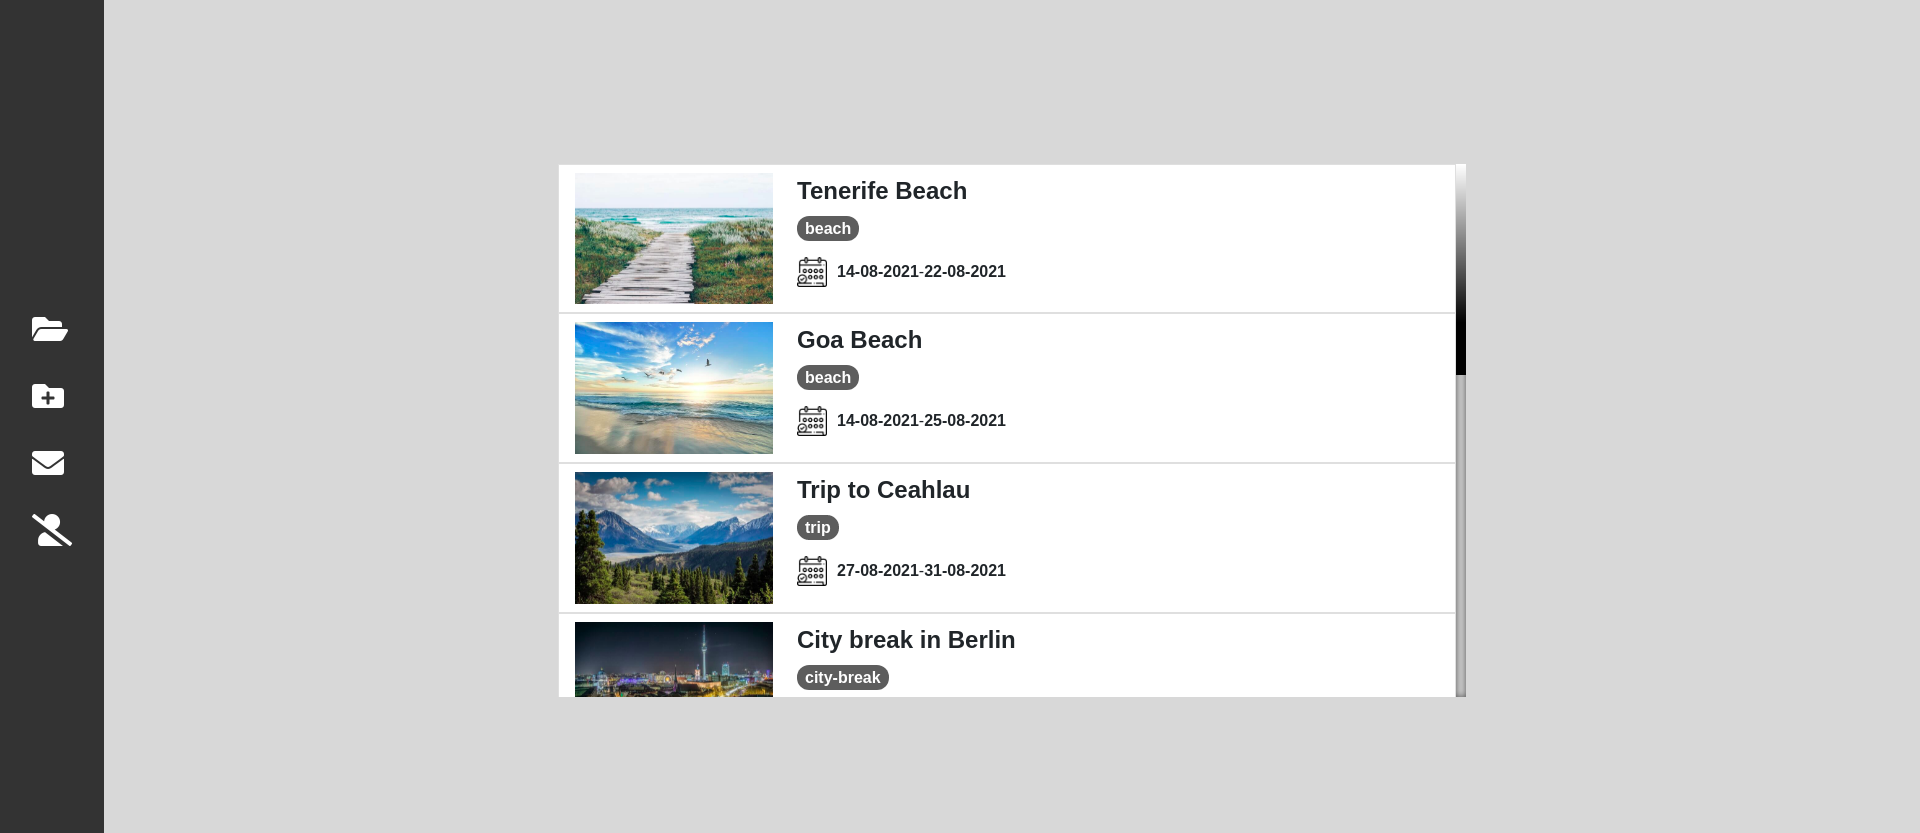 Tenerife Beach
beach
14-08-2021-22-08-2021
Goa Beach
beach
14-08-2021-25-08-2021
Trip to Ceahlau
trip
27-08-2021-31-08-2021
City break in Berlin
city-break